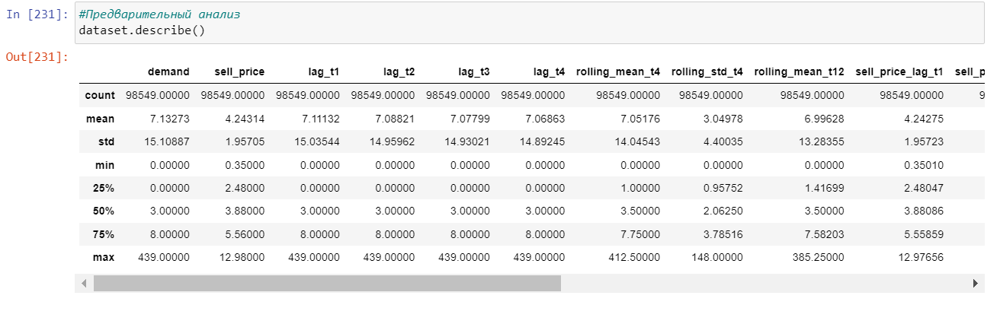 In [231]: #Предварительный анализ
dataset.describe()
Out[231]:
demand sell_price lag_t1 lag_t2 lag_t3 lag_t4 rolling_mean_t4 rolling_std_t4 rolling_mean_t12 sell_price_lag_t1 sell_p
count 98549.00000 98549.00000 98549.00000 98549.00000 98549.00000 98549.00000 98549.00000 98549.00000 98549.00000 98549.00000 9
mean 7.13273 4.24314 7.11132 7.08821 7.07799 7.06863 7.05176 3.04978 6.99628 4.24275
std 15.10887 1.95705 15.03544 14.95962 14.93021 14.89245 14.04543 4.40035 13.28355 1.95723
min 0.00000 0.35000 0.00000 0.00000 0.00000 0.00000 0.00000 0.00000 0.00000 0.35010
25% 0.00000 2.48000 0.00000 0.00000 0.00000 0.00000 1.00000 0.95752 1.41699 2.48047
50% 3.00000 3.88000 3.00000 3.00000 3.00000 3.00000 3.50000 2.06250 3.50000 3.88086
75% 8.00000 5.56000 8.00000 8.00000 8.00000 8.00000 7.75000 3.78516 7.58203 5.55859
max 439.00000 12.98000 439.00000 439.00000 439.00000 439.00000 412.50000 148.00000 385.25000 12.97656